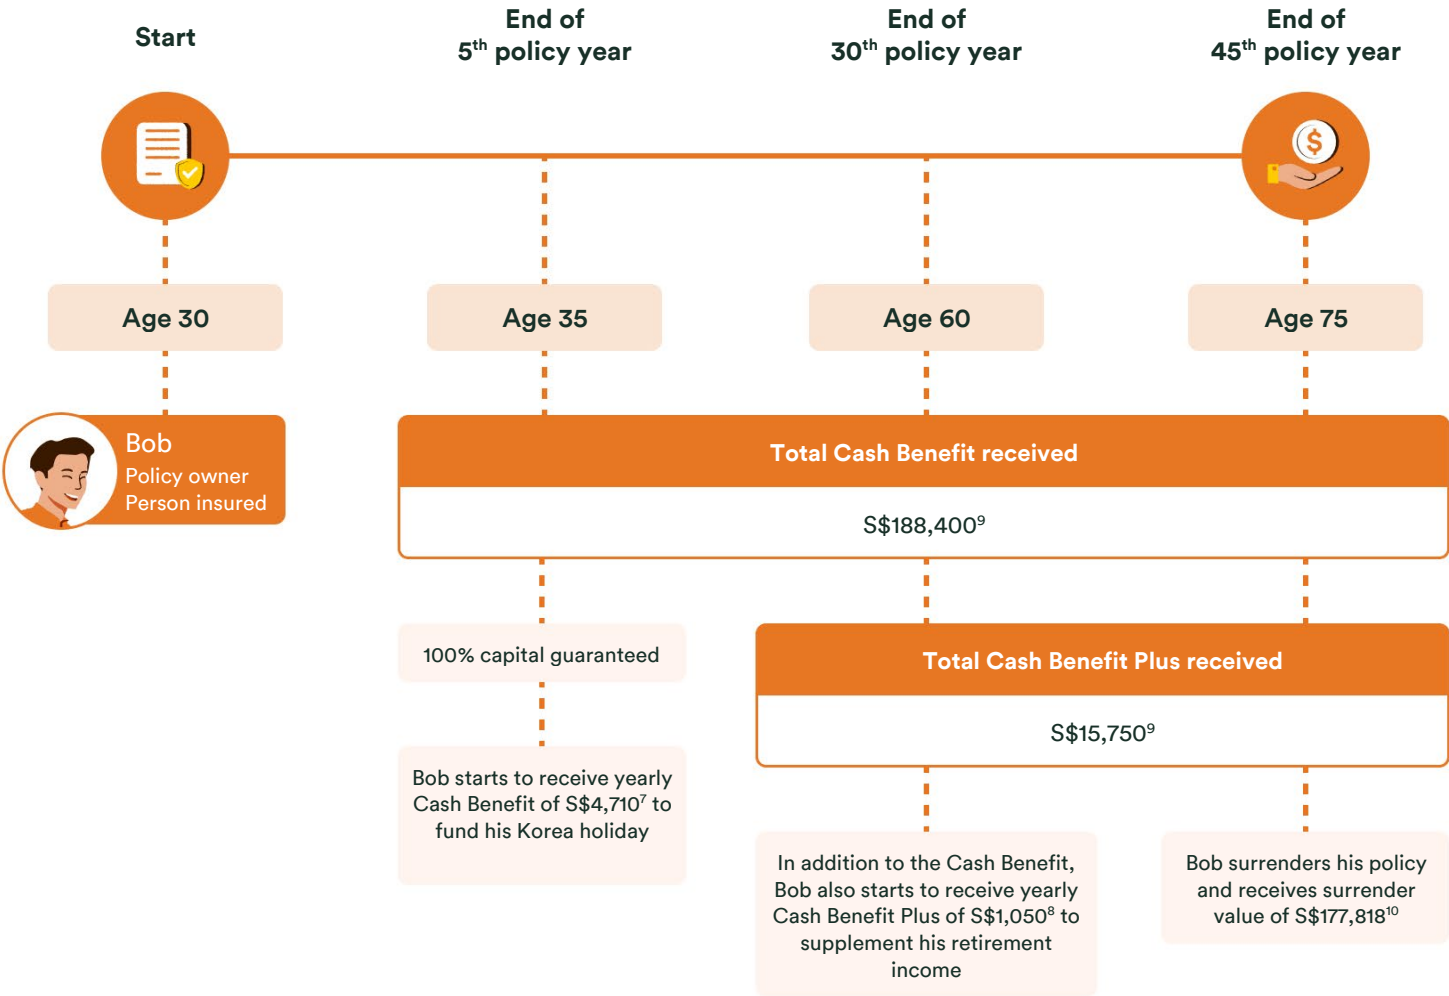 Start
End of
5th policy year
End of
30th policy year
End of
45th policy year
$
Age 30
Age 35
Age 60
Age 75
Bob
Policy owner
Person insured
Total Cash Benefit received
S$188,400⁹
100% capital guaranteed
Total Cash Benefit Plus received
S$15,750⁹
Bob starts to receive yearly
Cash Benefit of S$4,710⁷ to
fund his Korea holiday
In addition to the Cash Benefit,
Bob also starts to receive yearly
Cash Benefit Plus of S$1,050⁸ to
supplement his retirement
income
Bob surrenders his policy
and receives surrender
value of S$177,818¹⁰